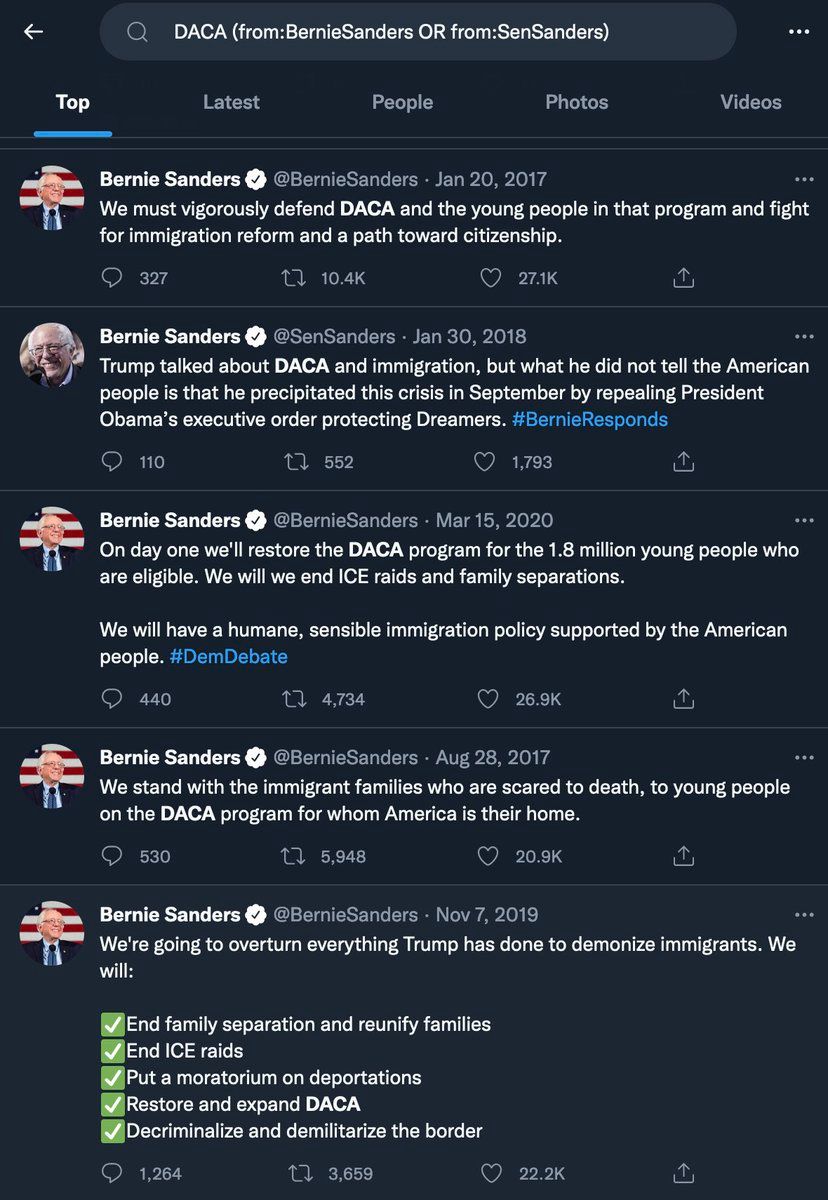 DACA (from:BernieSanders OR from:SenSanders)
Top Latest People Photos Videos
Bernie Sanders @BernieSanders · Jan 20, 2017
We must vigorously defend DACA and the young people in that program and fight
for immigration reform and a path toward citizenship.
327 10.4K 27.1K
Bernie Sanders @SenSanders · Jan 30, 2018
Trump talked about DACA and immigration, but what he did not tell the American
people is that he precipitated this crisis in September by repealing President
Obama’s executive order protecting Dreamers. #BernieResponds
110 552 1,793
Bernie Sanders @BernieSanders · Mar 15, 2020
On day one we'll restore the DACA program for the 1.8 million young people who
are eligible. We will we end ICE raids and family separations.
We will have a humane, sensible immigration policy supported by the American
people. #DemDebate
440 4,734 26.9K
Bernie Sanders @BernieSanders · Aug 28, 2017
We stand with the immigrant families who are scared to death, to young people
on the DACA program for whom America is their home.
530 5,948 20.9K
Bernie Sanders @BernieSanders · Nov 7, 2019
We're going to overturn everything Trump has done to demonize immigrants. We
will:
✅End family separation and reunify families
✅End ICE raids
✅Put a moratorium on deportations
✅Restore and expand DACA
✅Decriminalize and demilitarize the border
1,264 3,659 22.2K